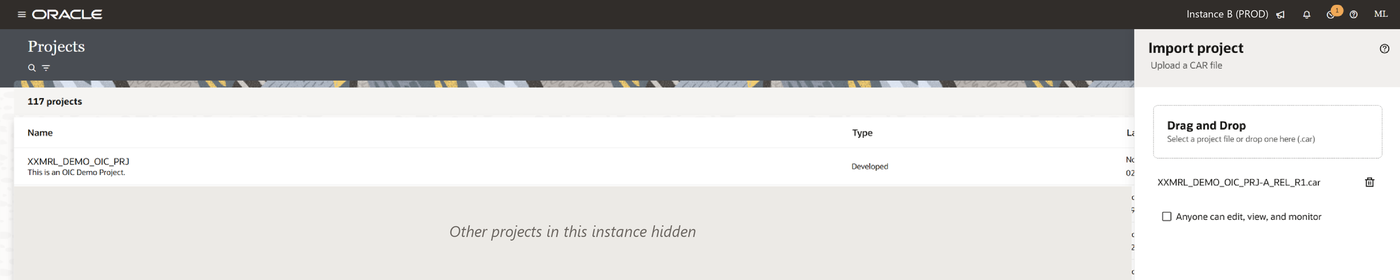 ORACLE
Instance B (PROD)
1
ML
Projects
117 projects
Name Type
XXMRL_DEMO_OIC_PRJ
This is an OIC Demo Project.
Developed
Other projects in this instance hidden
Import project
Upload a CAR file
Drag and Drop
Select a project file or drop one here (.car)
XXMRL_DEMO_OIC_PRJ-A_REL_R1.car
Anyone can edit, view, and monitor